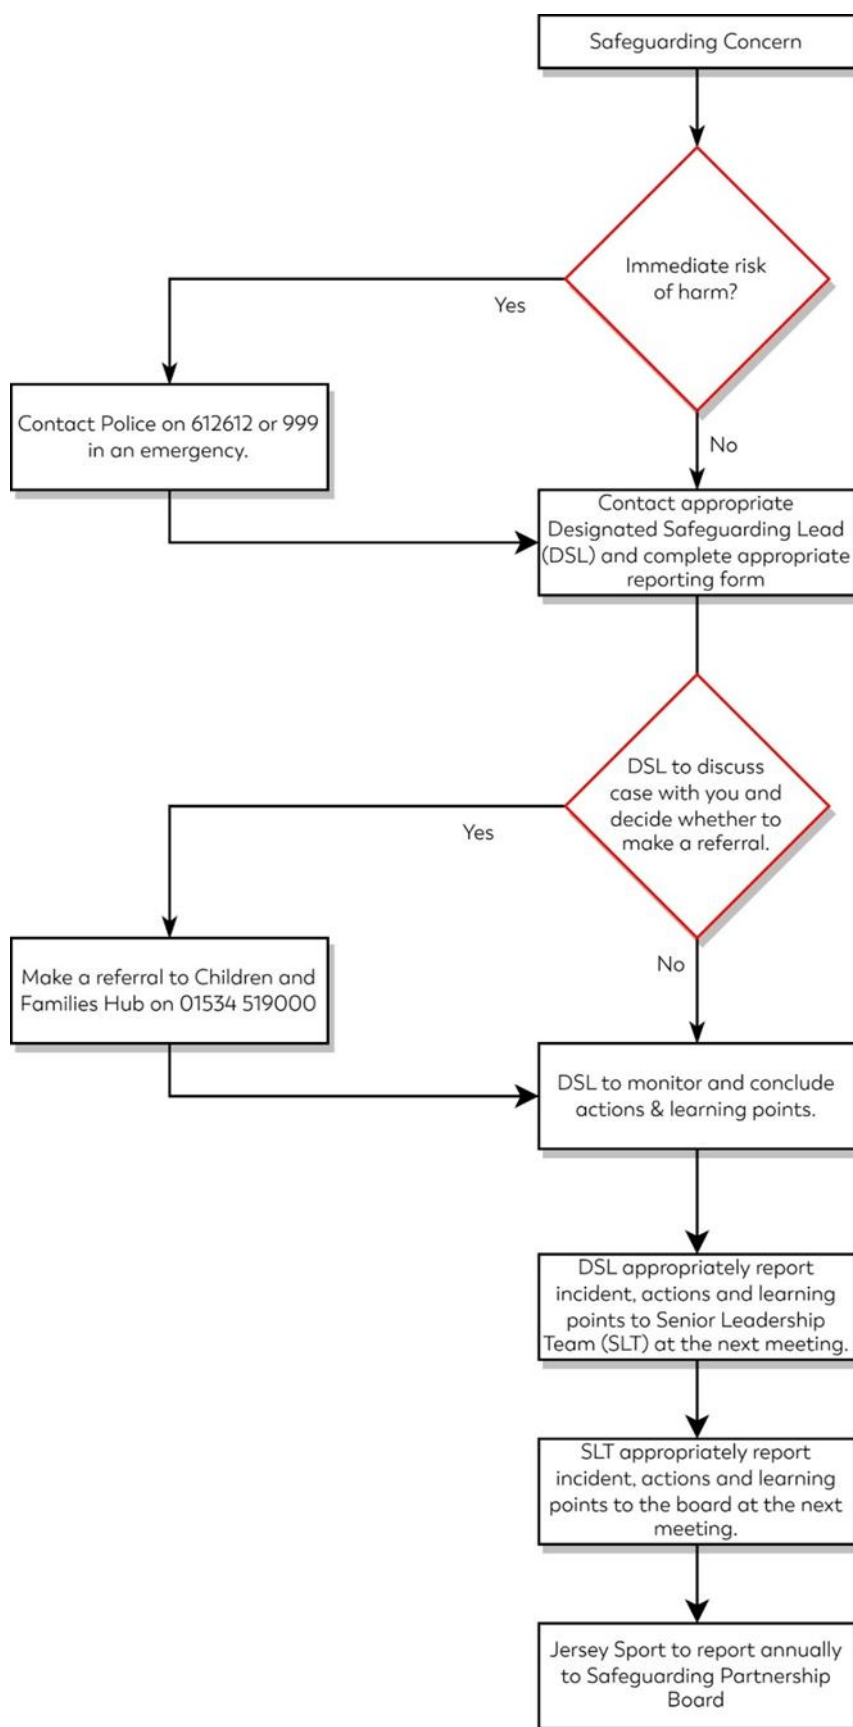 Safeguarding Concern
Immediate risk
of harm?
Yes
Contact Police on 612612 or 999
in an emergency.
No
Contact appropriate
Designated Safeguarding Lead
(DSL) and complete appropriate
reporting form
DSL to discuss
case with you and
decide whether to
make a referral.
Yes
Make a referral to Children and
Families Hub on 01534 519000
No
DSL to monitor and conclude
actions & learning points.
DSL appropriately report
incident, actions and learning
points to Senior Leadership
Team (SLT) at the next meeting.
SLT appropriately report
incident, actions and learning
points to the board at the next
meeting.
Jersey Sport to report annually
to Safeguarding Partnership
Board